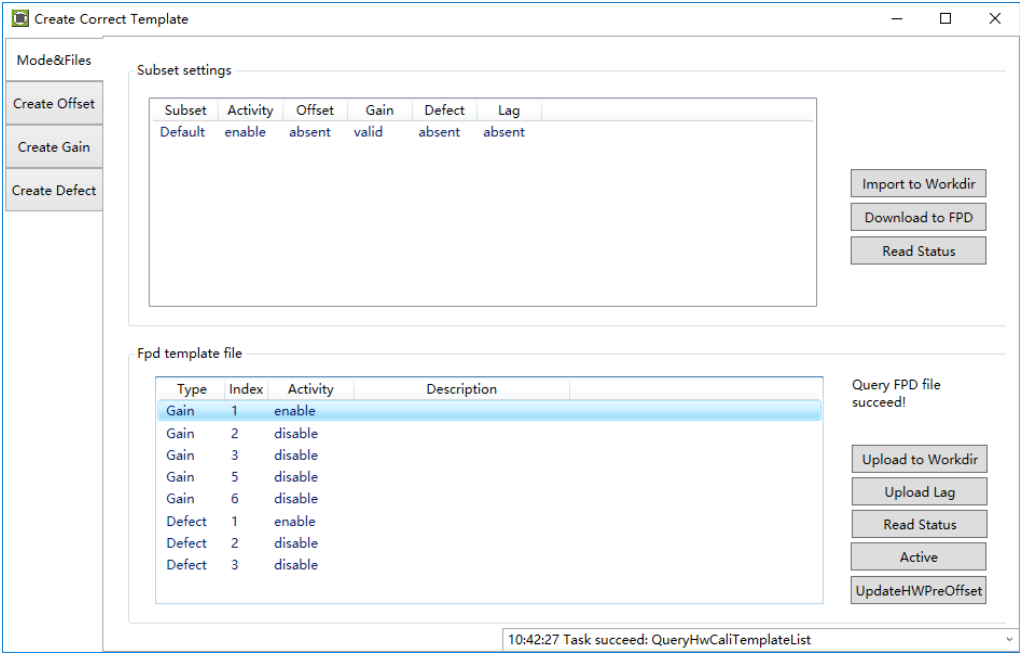 Create Correct Template
Mode&Files
Create Offset
Create Gain
Create Defect
Subset settings
Subset Activity Offset Gain Defect Lag
Default enable absent valid absent absent
Import to Workdir
Download to FPD
Read Status
Fpd template file
Type Index Activity Description
Gain 1 enable
Gain 2 disable
Gain 3 disable
Gain 5 disable
Gain 6 disable
Defect 1 enable
Defect 2 disable
Defect 3 disable
Query FPD file
succeed!
Upload to Workdir
Upload Lag
Read Status
Active
UpdateHWPreOffset
10:42:27 Task succeed: QueryHwCaliTemplateList